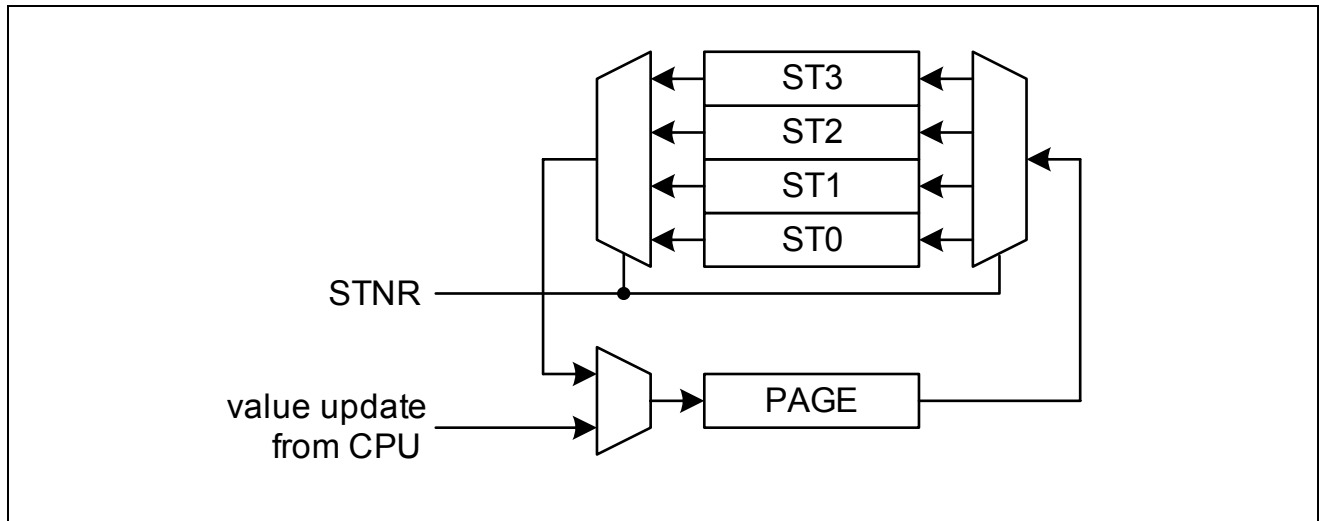 ST3
ST2
ST1
ST0
STNR
value update
from CPU
PAGE